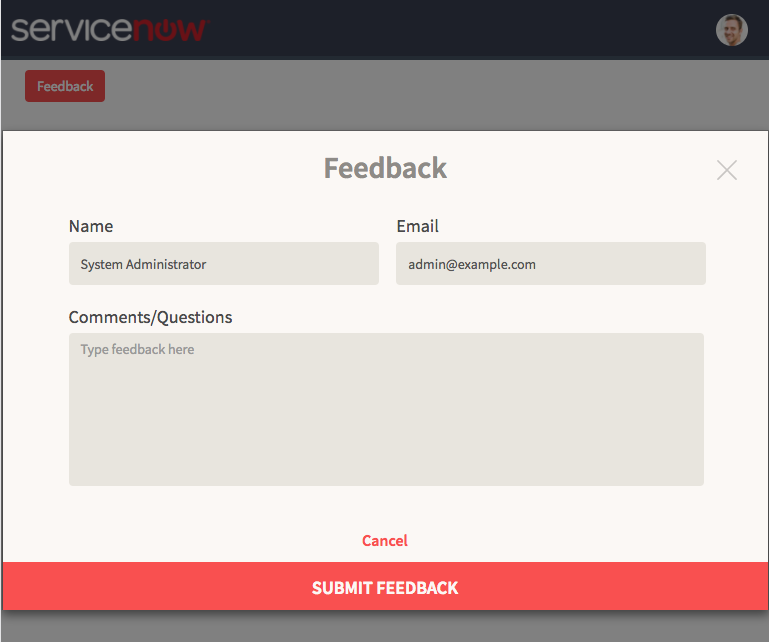 servicenow
Feedback
Feedback
Name
Email
System Administrator
admin@example.com
Comments/Questions
Type feedback here
Cancel
SUBMIT FEEDBACK